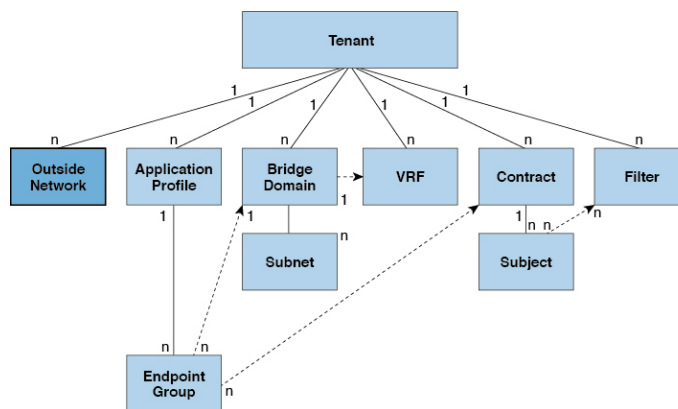 Tenant
1
1
1
1
1
1
n
n
n
n
n
n
Outside
Network
Application
Profile
Bridge
Domain
VRF
Contract
Filter
1
1
1
1
n
n
n
n
Subnet
Subject
n
n
n
Endpoint
Group
n